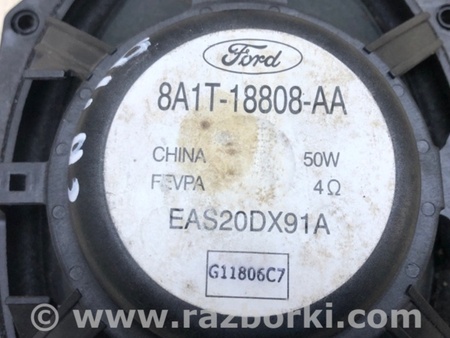 Ford
8A1T-18808-AA
CHINA 50W
FEVPA 4Ω
EAS20DX91A
G11806C7
© www.razborki.com